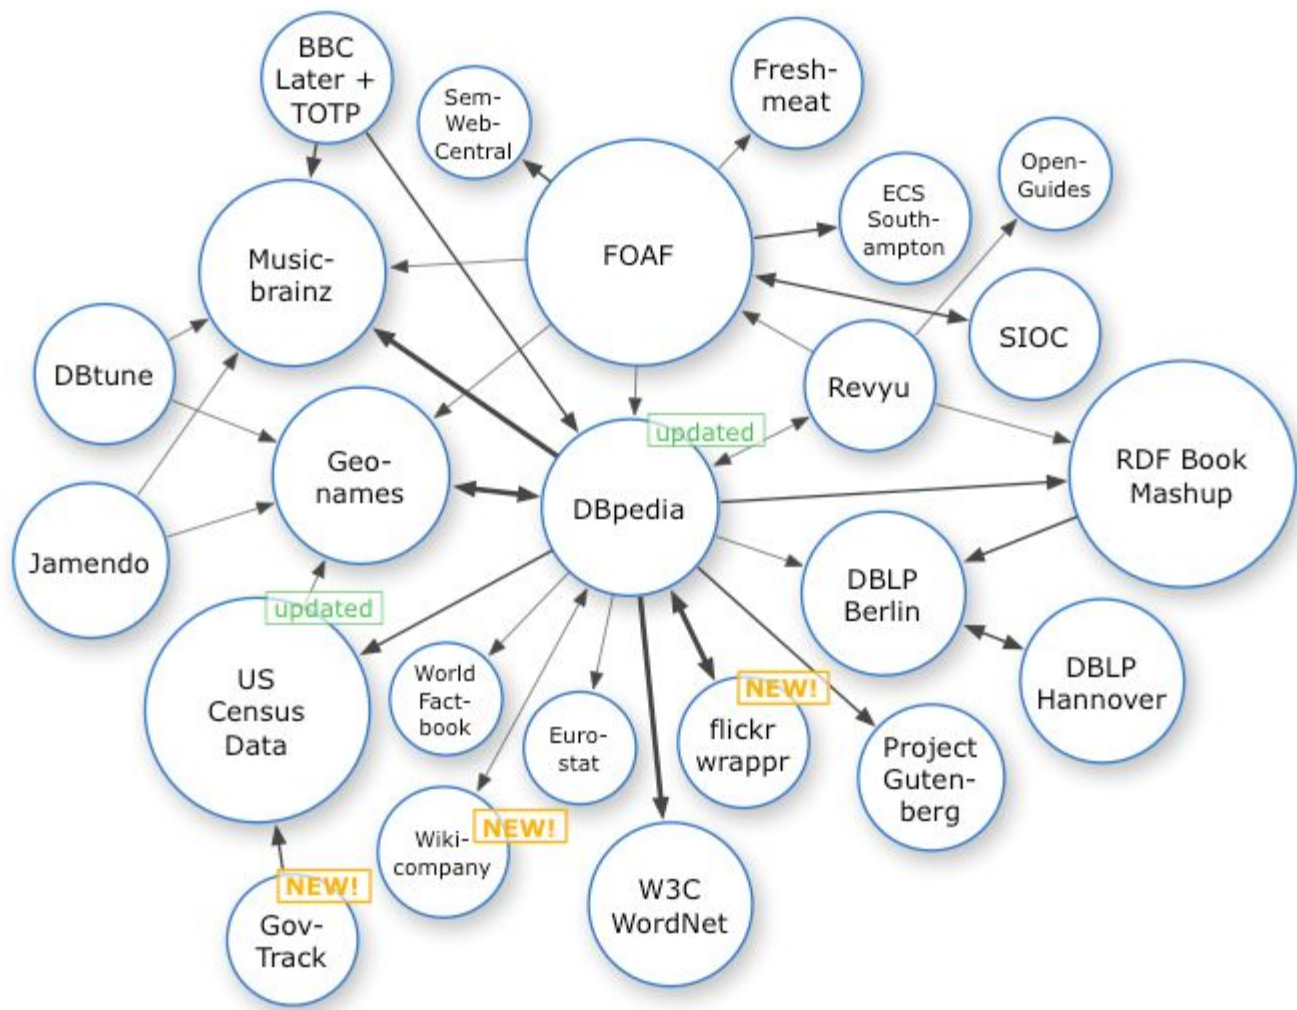 BBC
Later +
TOTP
Sem-
Web-
Central
Fresh-
meat
FOAF
ECS
South-
ampton
Open-
Guides
Music-
brainz
SIOC
DBtune
Revyu
updated
Geo-
names
DBpedia
RDF Book
Mashup
Jamendo
DBLP
Berlin
updated
US
Census
Data
World
Fact-
book
Euro-
stat
NEW!
flickr
wrappr
DBLP
Hannover
Project
Guten-
berg
NEW!
Wiki-
company
W3C
WordNet
NEW!
Gov-
Track